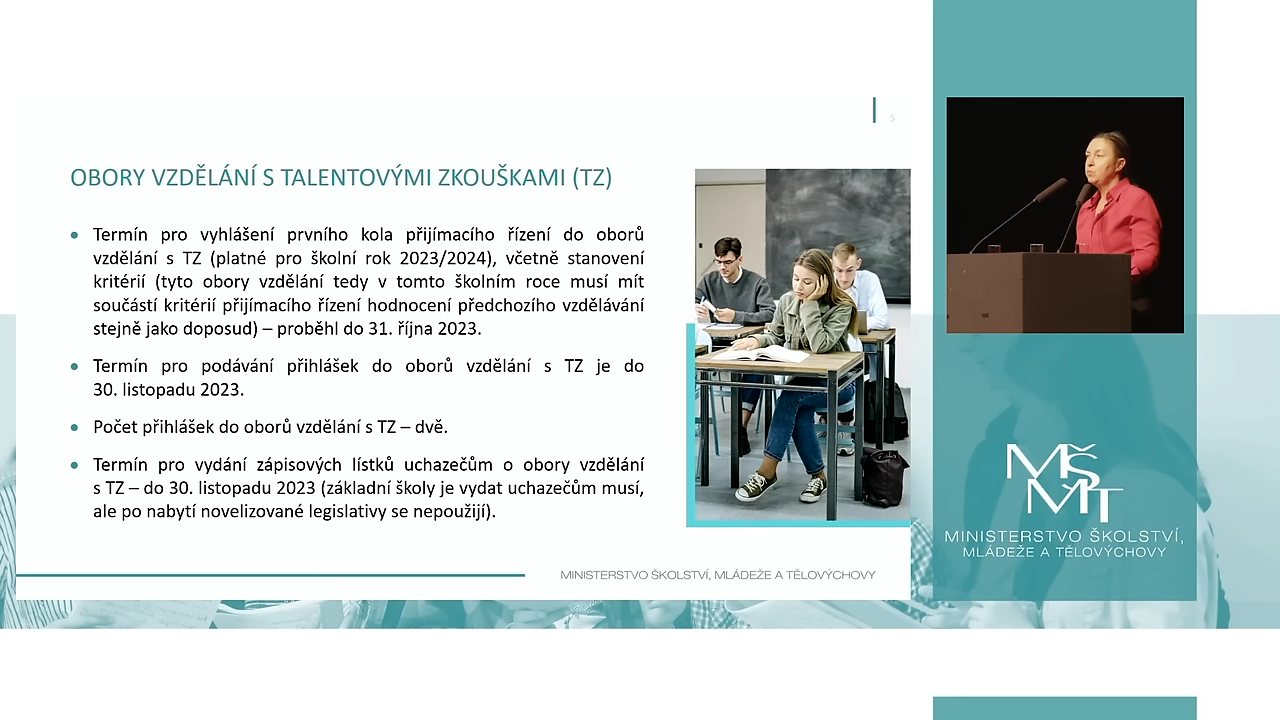 5
OBORY VZDĚLÁNÍ S TALENTOVÝMI ZKOUŠKAMI (TZ)
• Termín pro vyhlášení prvního kola přijímacího řízení do oborů
vzdělání s TZ (platné pro školní rok 2023/2024), včetně stanovení
kritérií (tyto obory vzdělání tedy v tomto školním roce musí mít
součástí kritérií přijímacího řízení hodnocení předchozího vzdělávání
stejně jako doposud) – proběhl do 31. října 2023.
• Termín pro podávání přihlášek do oborů vzdělání s TZ je do
30. listopadu 2023.
• Počet přihlášek do oborů vzdělání s TZ – dvě.
• Termín pro vydání zápisových lístků uchazečům o obory vzdělání
s TZ – do 30. listopadu 2023 (základní školy je vydat uchazečům musí,
ale po nabytí novelizované legislativy se nepoužijí).
MINISTERSTVO ŠKOLSTVÍ, MLÁDEŽE A TĚLOVÝCHOVY
MŠ
MT
MINISTERSTVO ŠKOLSTVÍ,
MLÁDEŽE A TĚLOVÝCHOVY